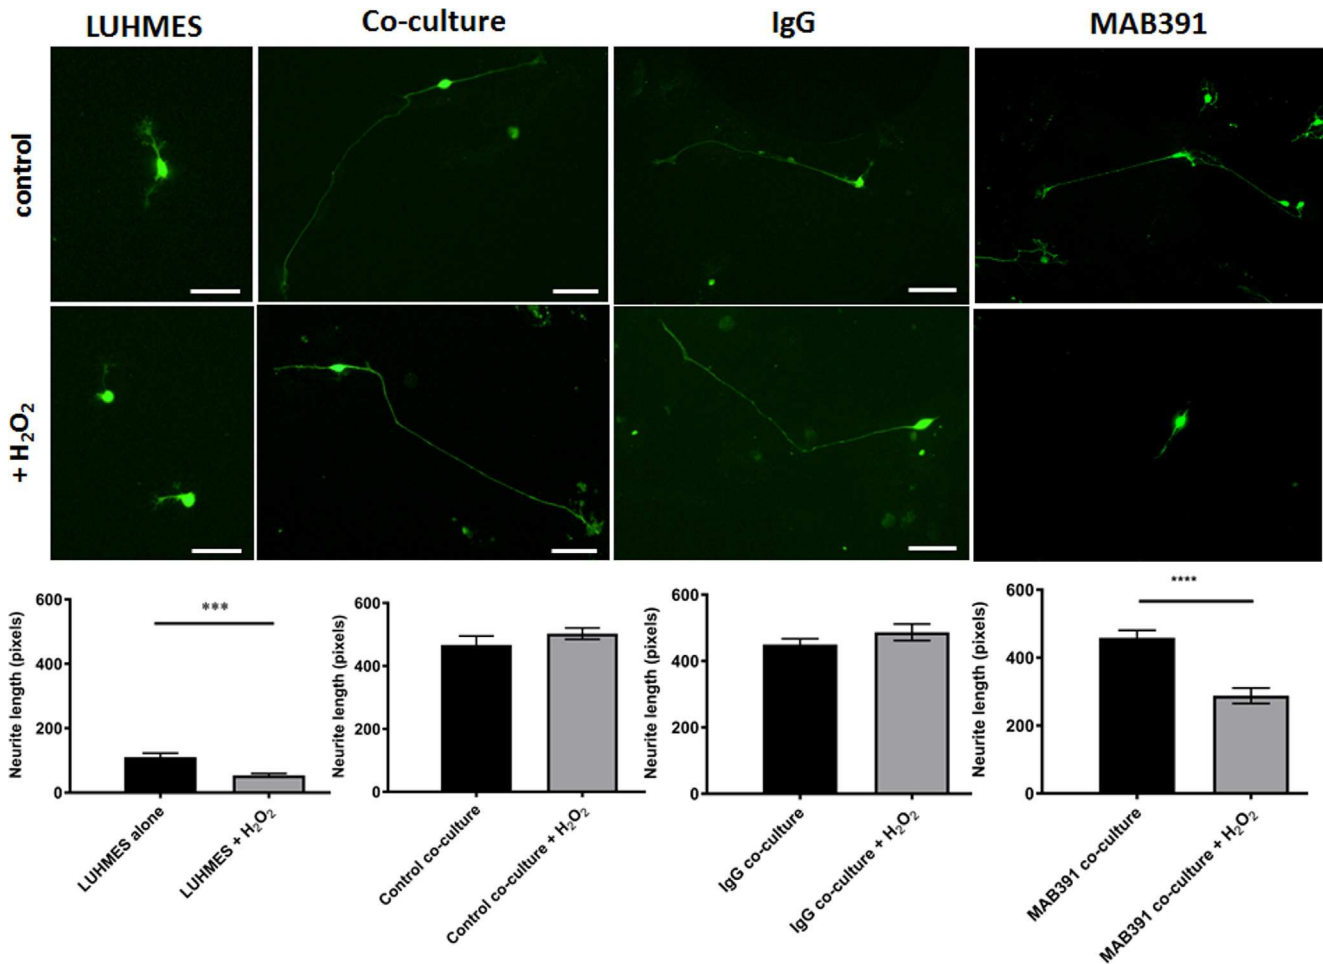 LUHMES Co-culture IgG MAB391
control
+ H₂O₂
***
600
400
200
0
Neurite length (pixels)
LUHMES alone
LUHMES + H₂O₂
600
400
200
0
Neurite length (pixels)
Control co-culture
Control co-culture + H₂O₂
600
400
200
0
Neurite length (pixels)
IgG co-culture
IgG co-culture + H₂O₂
****
600
400
200
0
Neurite length (pixels)
MAB391 co-culture
MAB391 co-culture + H₂O₂